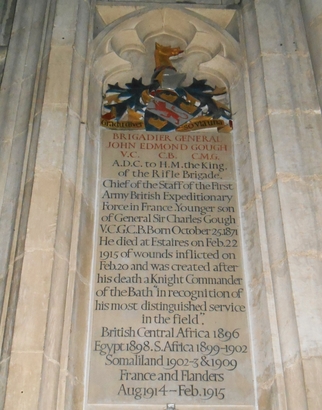 BRIGADIER GENERAL
JOHN EDMOND GOUGH
V.C. C.B. C.M.G.
A.D.C. to H.M. the King,
of the Rifle Brigade.
Chief of the Staff of the First
Army British Expeditionary
Force in France. Younger son
of General Sir Charles Gough
V.C.G.C.B. Born October 25.1871
He died at Estaires on Feb.22
1915 of wounds inflicted on
Feb.20 and was created after
his death a Knight Commander
of the Bath "in recognition of
his most distinguished service
in the field".
British Central Africa 1896
Egypt 1898. S. Africa 1899-1902
Somaliland 1902-3 & 1909
France and Flanders
Aug. 1914 – Feb. 1915